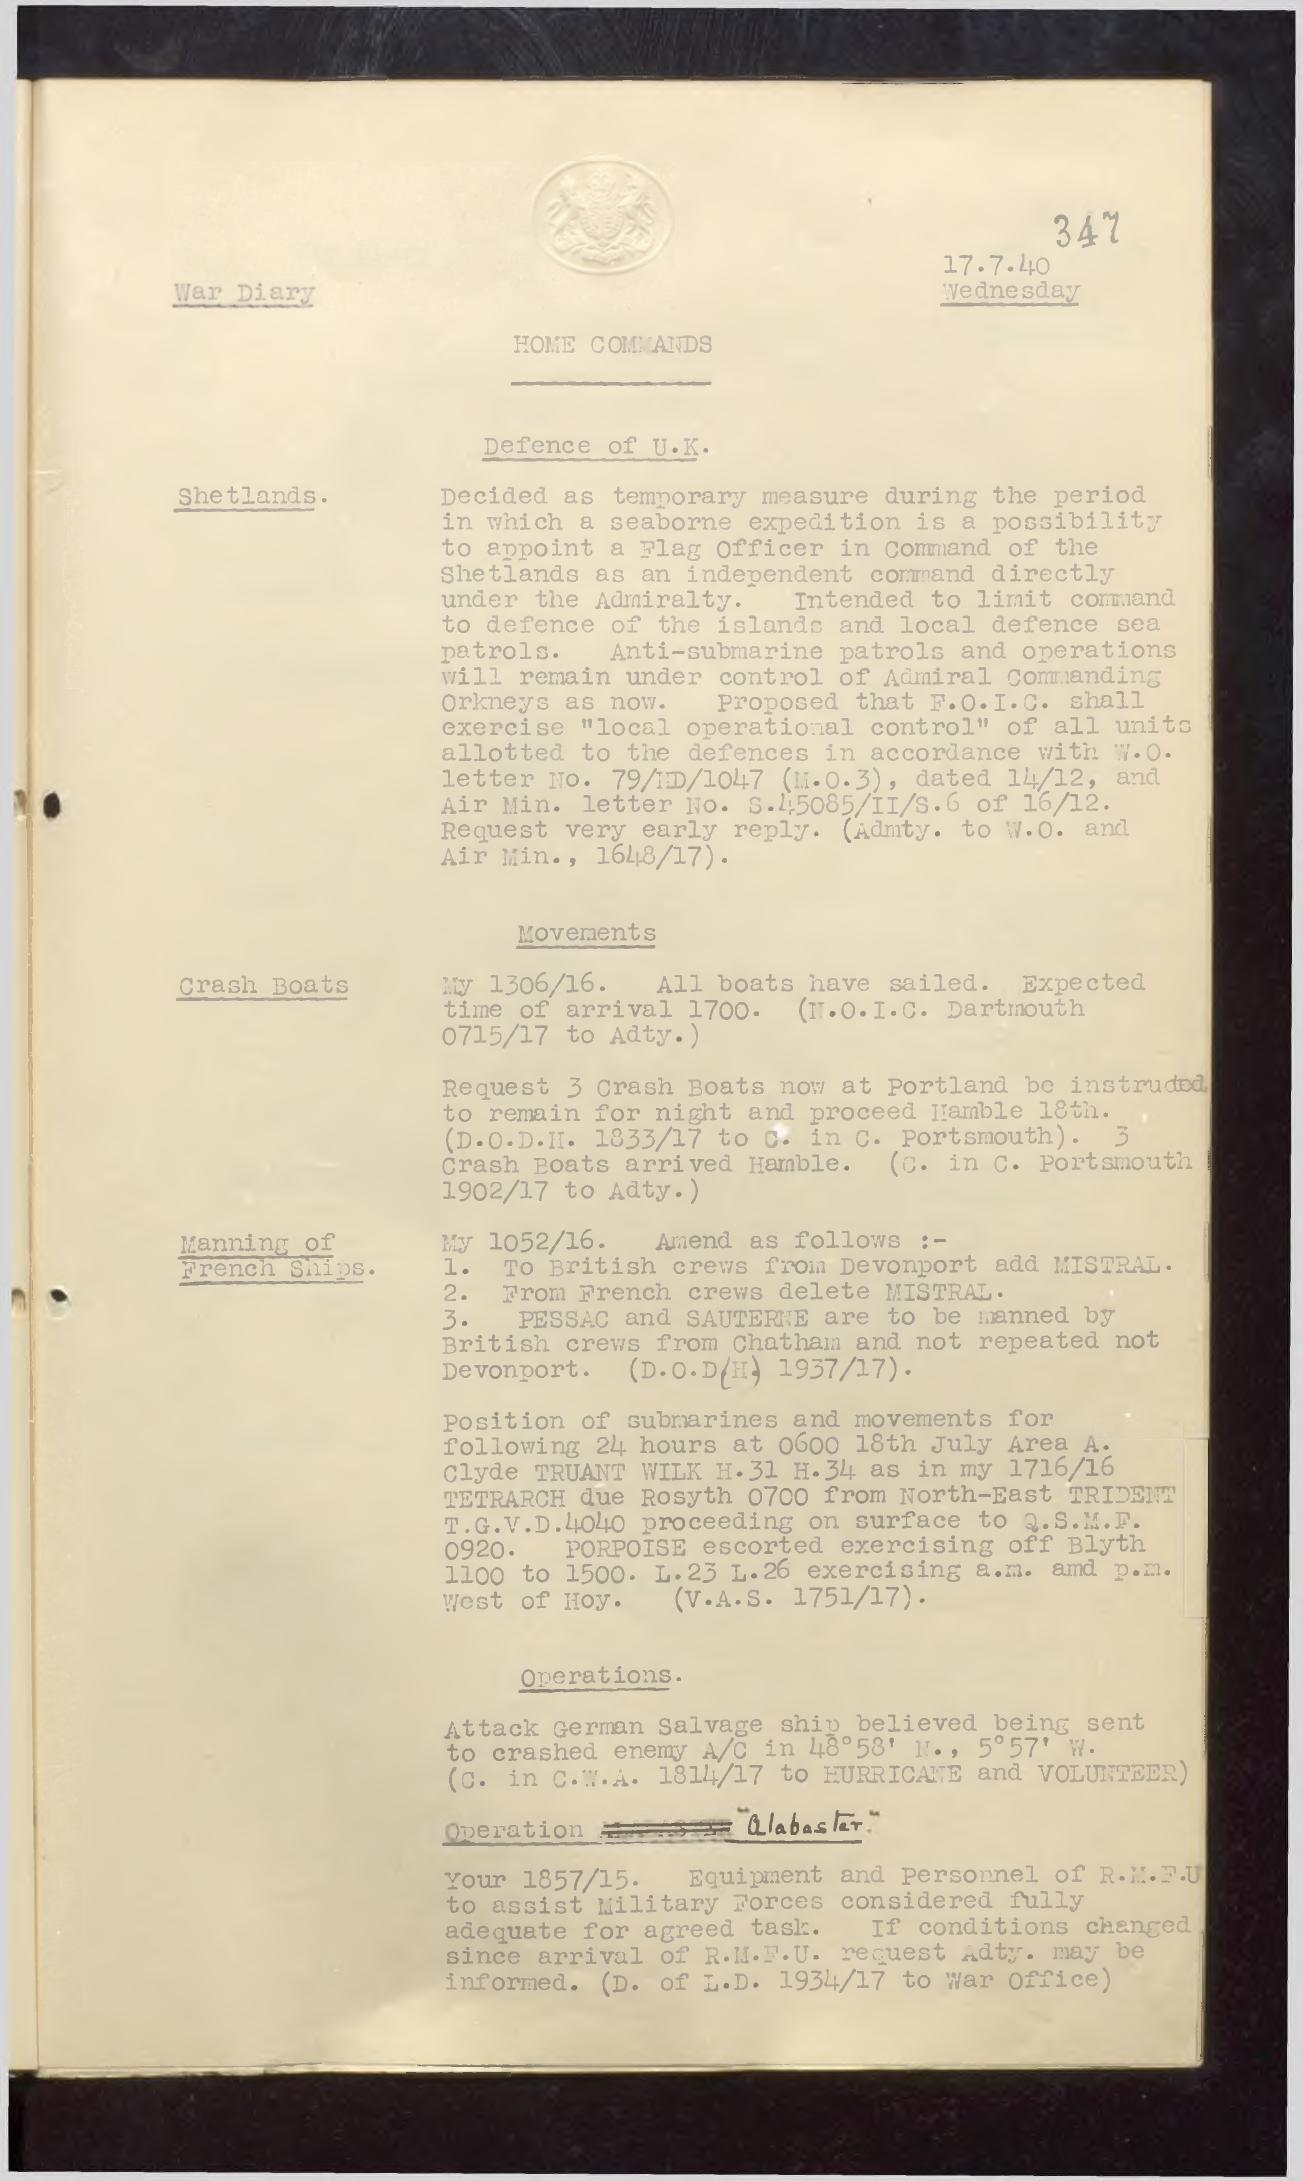 347
17.7.40
War Diary
Wednesday
HOME COMMANDS
Defence of U.K.
Shetlands.
Decided as temporary measure during the period
in which a seaborne expedition is a possibility
to appoint a Flag Officer in Command of the
Shetlands as an independent command directly
under the Admiralty. Intended to limit command
to defence of the islands and local defence sea
patrols. Anti-submarine patrols and operations
will remain under control of Admiral Commanding
Orkneys as now. Proposed that F.O.I.C. shall
exercise "local operational control" of all units
allotted to the defences in accordance with W.O.
letter No. 79/HD/1047 (M.O.3), dated 14/12, and
Air Min. letter No. S.45085/II/S.6 of 16/12.
Request very early reply. (Admty. to W.O. and
Air Min., 1648/17).
Movements
Crash Boats
My 1306/16. All boats have sailed. Expected
time of arrival 1700. (N.O.I.C. Dartmouth
0715/17 to Adty.)
Request 3 Crash Boats now at Portland be instructed
to remain for night and proceed Hamble 18th.
(D.O.D.H. 1833/17 to C. in C. Portsmouth). 3
Crash Boats arrived Hamble. (C. in C. Portsmouth
1902/17 to Adty.)
Manning of
French Ships.
My 1052/16. Amend as follows :-
1. To British crews from Devonport add MISTRAL.
2. From French crews delete MISTRAL.
3. PESSAC and SAUTERNE are to be manned by
British crews from Chatham and not repeated not
Devonport. (D.O.D(H) 1937/17).
Position of submarines and movements for
following 24 hours at 0600 18th July Area A.
Clyde TRUANT WILK H.31 H.34 as in my 1716/16
TETRARCH due Rosyth 0700 from North-East TRIDENT
T.G.V.D.4040 proceeding on surface to Q.S.M.F.
0920. PORPOISE escorted exercising off Blyth
1100 to 1500. L.23 L.26 exercising a.m. amd p.m.
West of Hoy. (V.A.S. 1751/17).
Operations.
Attack German Salvage ship believed being sent
to crashed enemy A/C in 48°58' N., 5°57' W.
(C. in C.W.A. 1814/17 to HURRICANE and VOLUNTEER)
Operation "Alabaster."
Your 1857/15. Equipment and Personnel of R.M.F.U
to assist Military Forces considered fully
adequate for agreed task. If conditions changed
since arrival of R.M.F.U. request Adty. may be
informed. (D. of L.D. 1934/17 to War Office)